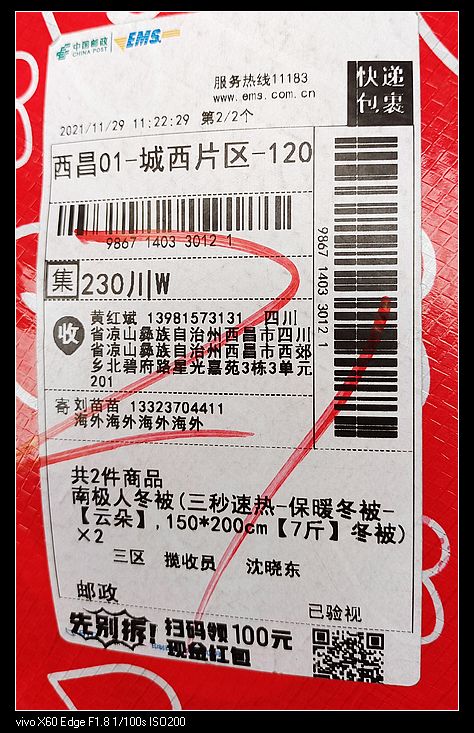 中国邮政
CHINA POST
EMS
服务热线11183
www.ems.com.cn
快递
包裹
2021/11/29 11:22:29 第2/2个
西昌01-城西片区-120
9867 1403 3012 1
9867 1403 3012 1
集 230川W
收 黄红斌 13981573131 四川
省凉山彝族自治州西昌市四川
省凉山彝族自治州西昌市西郊
乡北碧府路星光嘉苑3栋3单元
201
寄 刘苗苗 13323704411
海外海外海外海外
共2件商品
南极人冬被(三秒速热-保暖冬被-
【云朵】,150*200cm【7斤】冬被)
×2
三区 揽收员 沈晓东
邮政
已验视
先别拆! 扫码领100元
现金红包
vivo X60 Edge F1.8 1/100s ISO200